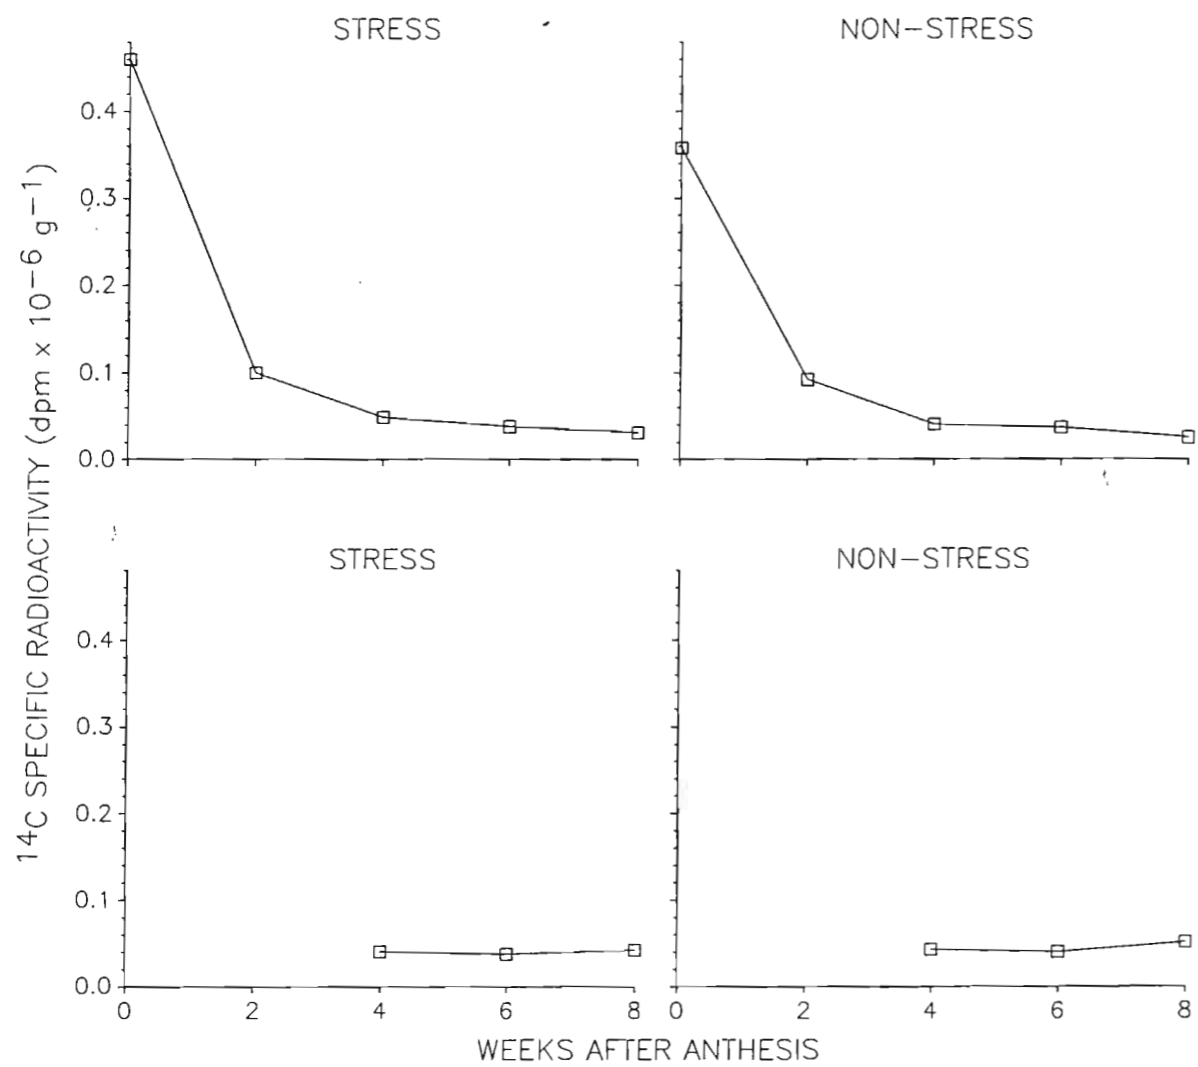 STRESS
NON−STRESS
0.4
0.3
0.2
0.1
0.0
14C SPECIFIC RADIOACTIVITY (dpm x 10−6 g−1)
STRESS
NON−STRESS
0.4
0.3
0.2
0.1
0.0
0 2 4 6 8 0 2 4 6 8
WEEKS AFTER ANTHESIS